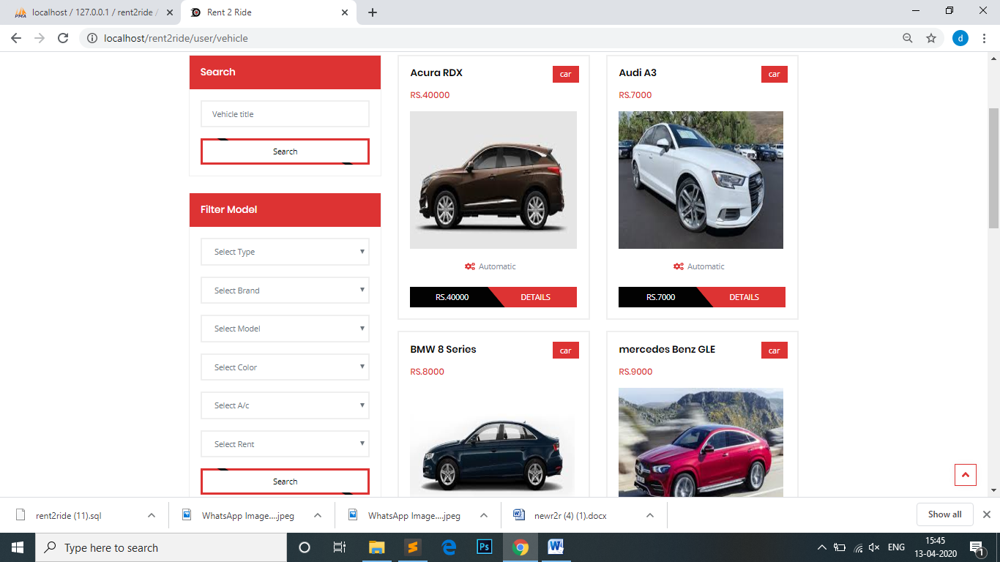 localhost / 127.0.0.1 / rent2ride /
Rent 2 Ride
localhost/rent2ride/user/vehicle
d
Search
Vehicle title
Search
Filter Model
Select Type
Select Brand
Select Model
Select Color
Select A/c
Select Rent
Search
Acura RDX
car
RS.40000
Automatic
RS.40000
DETAILS
Audi A3
car
RS.7000
Automatic
RS.7000
DETAILS
BMW 8 Series
car
RS.8000
mercedes Benz GLE
car
RS.9000
rent2ride (11).sql
WhatsApp Image....jpeg
WhatsApp Image....jpeg
newr2r (4) (1).docx
Show all
Type here to search
Ps
ENG
15:45
13-04-2020
1